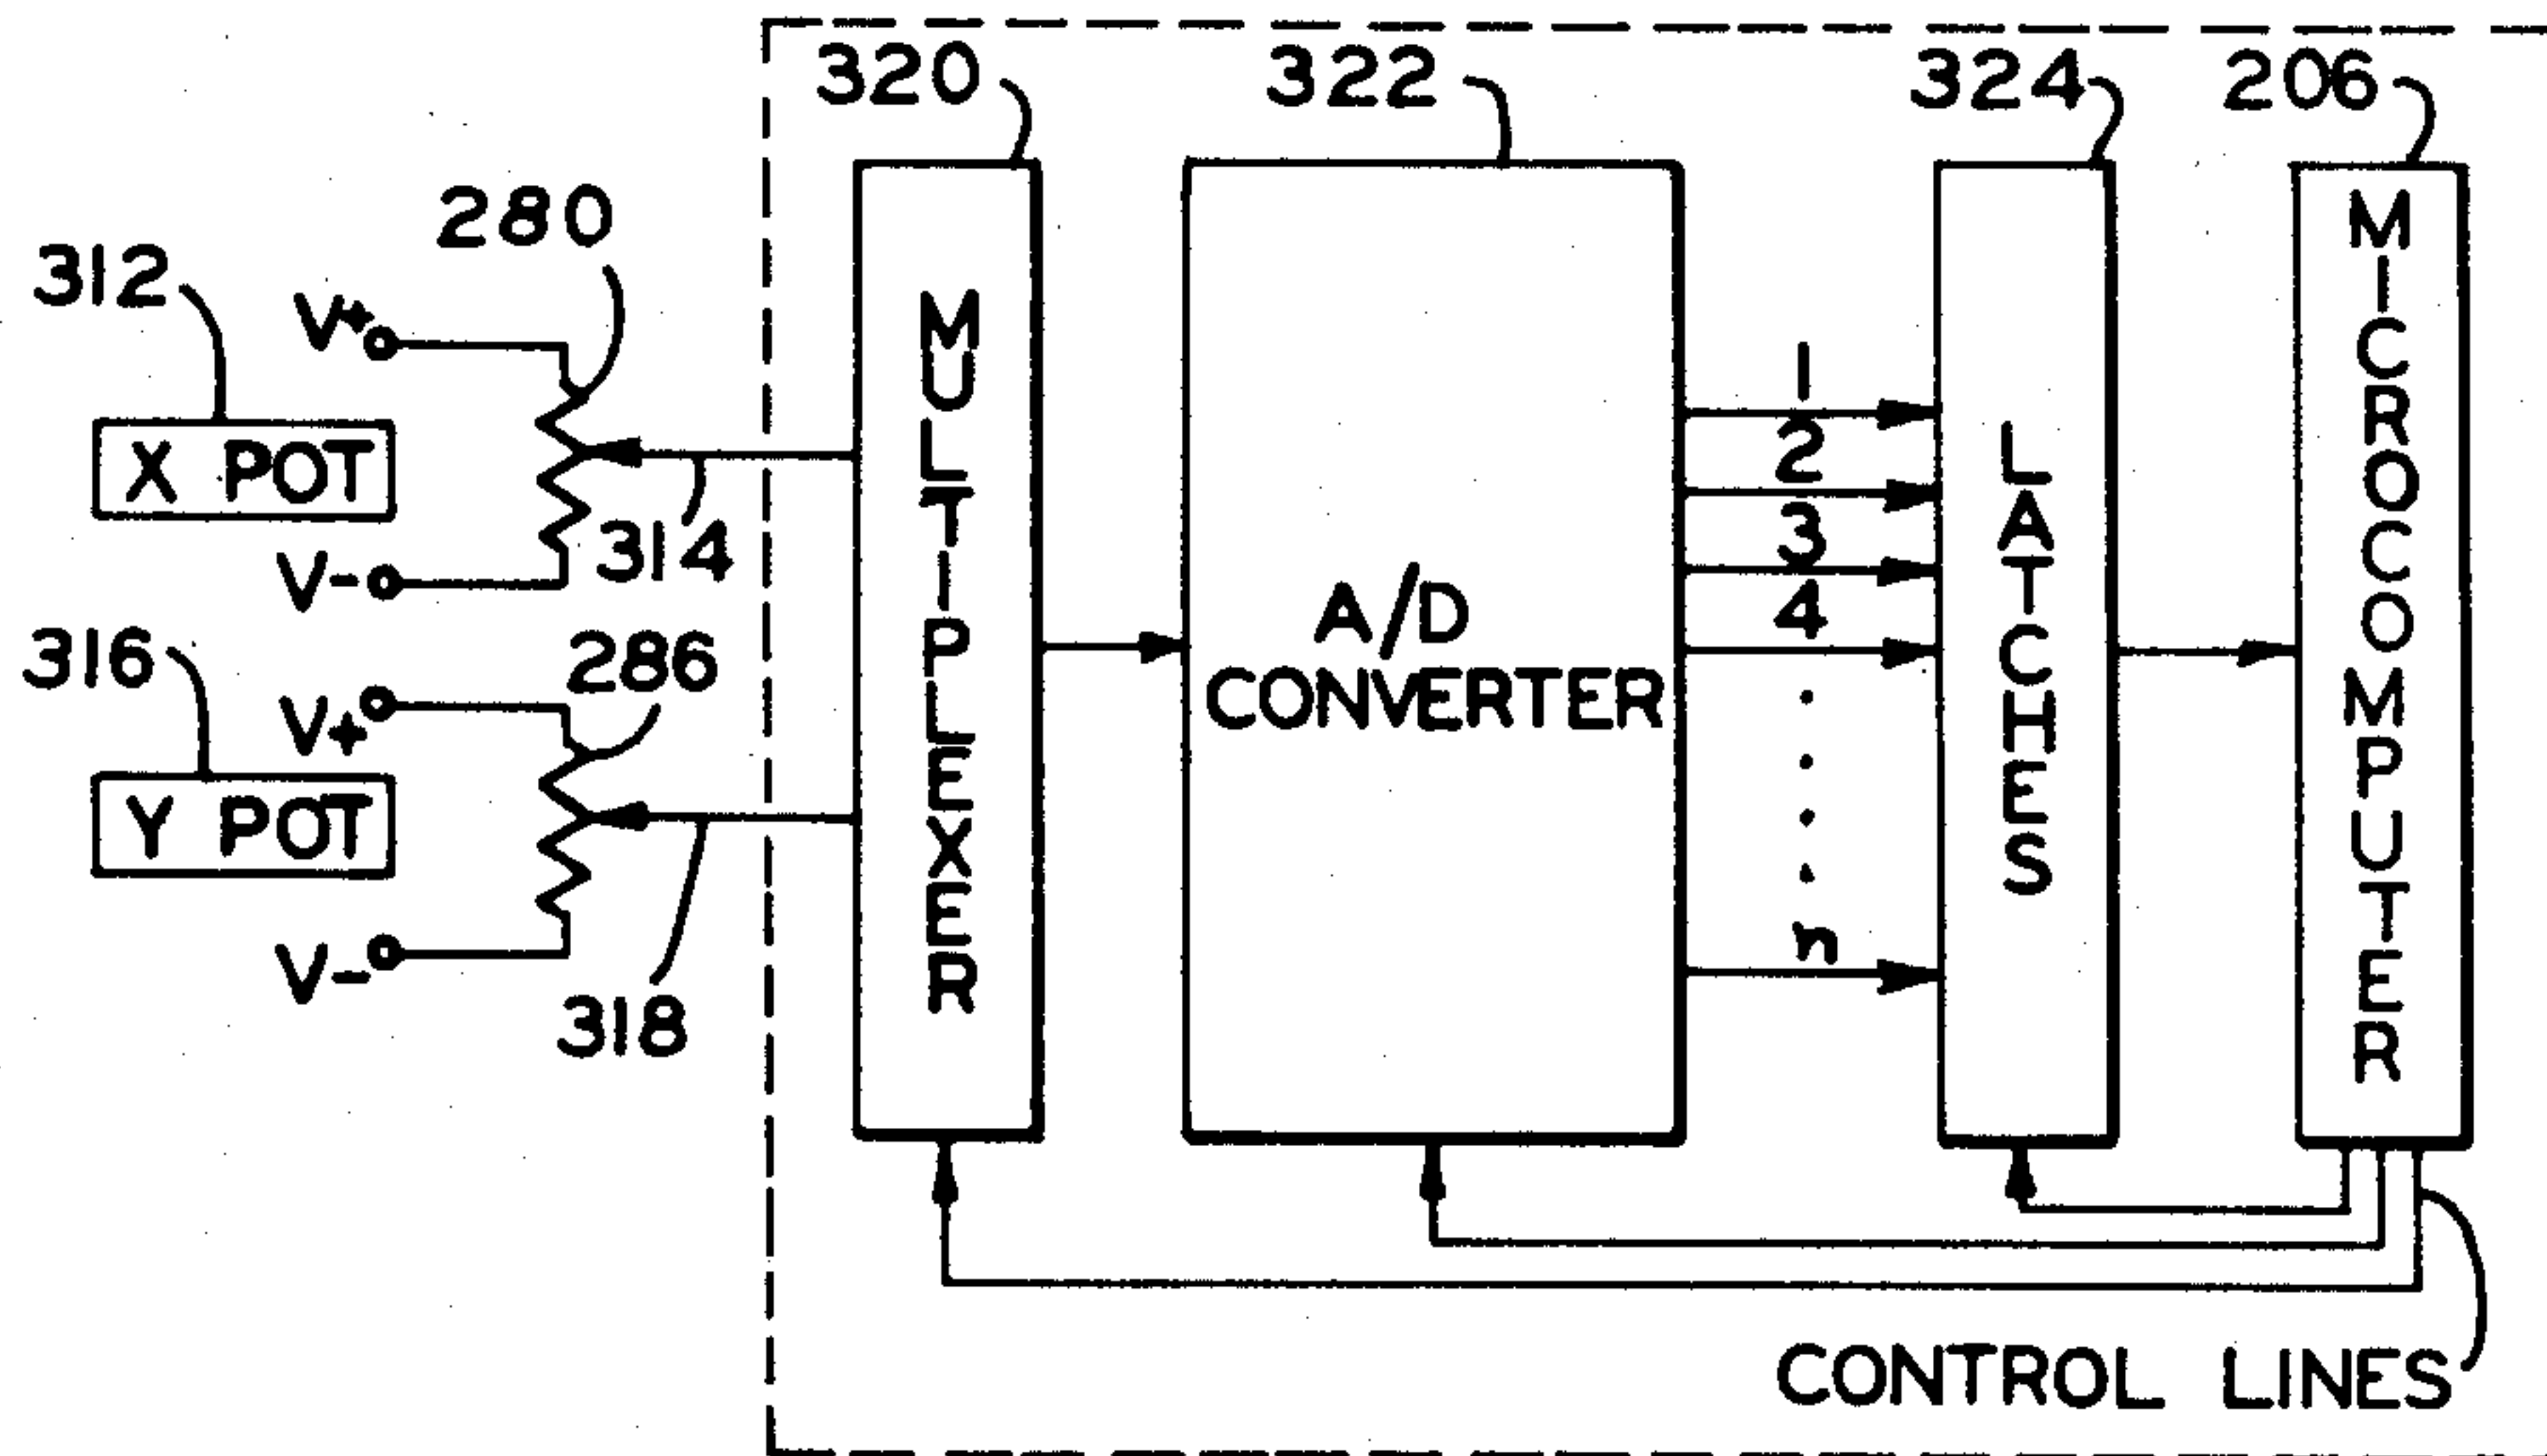 320
322
324
206
280
312
V+
X POT
V-
314
316
286
V+
Y POT
V-
318
MULTIPLEXER
A/D
CONVERTER
1
2
3
4
n
LATCHES
MICROCOMPUTER
CONTROL LINES